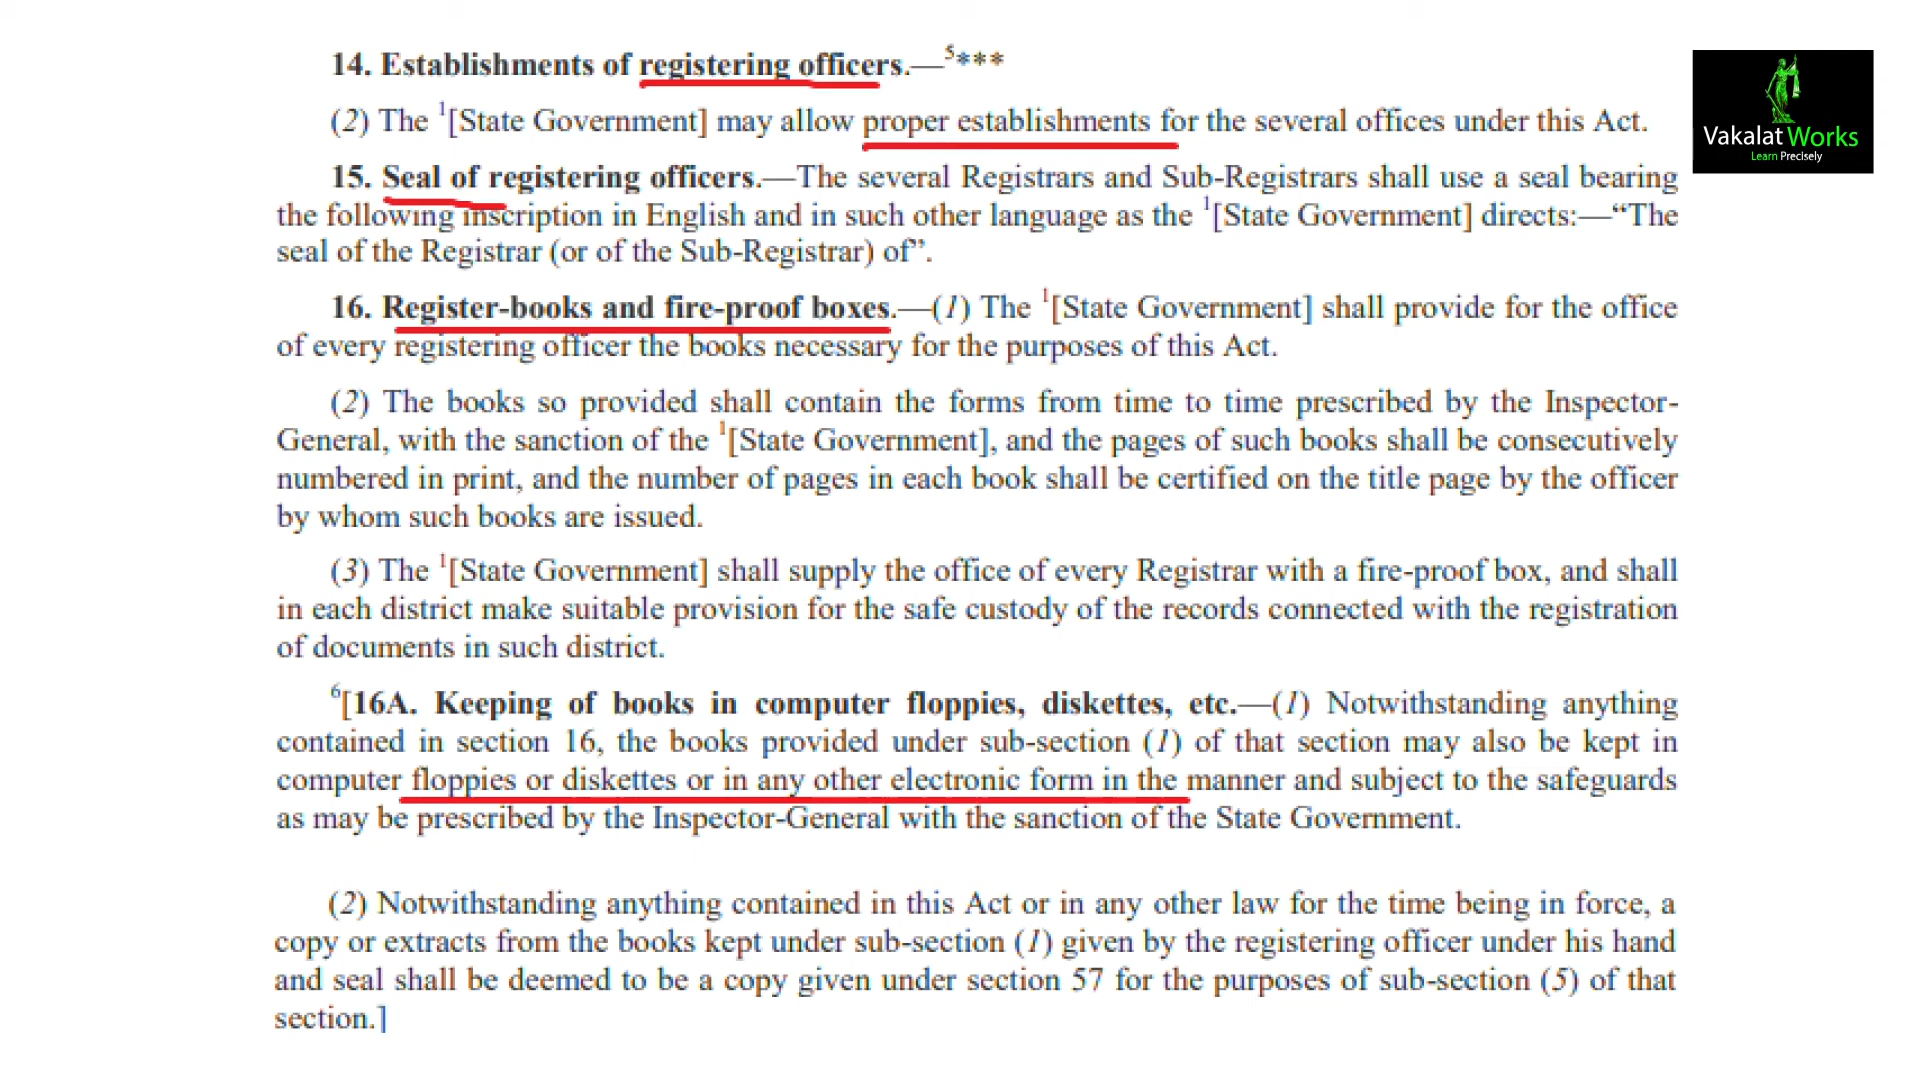 14. Establishments of registering officers.—5***
(2) The 1[State Government] may allow proper establishments for the several offices under this Act.
15. Seal of registering officers.—The several Registrars and Sub-Registrars shall use a seal bearing
the following inscription in English and in such other language as the 1[State Government] directs:—“The
seal of the Registrar (or of the Sub-Registrar) of”.
16. Register-books and fire-proof boxes.—(1) The 1[State Government] shall provide for the office
of every registering officer the books necessary for the purposes of this Act.
(2) The books so provided shall contain the forms from time to time prescribed by the Inspector-
General, with the sanction of the 1[State Government], and the pages of such books shall be consecutively
numbered in print, and the number of pages in each book shall be certified on the title page by the officer
by whom such books are issued.
(3) The 1[State Government] shall supply the office of every Registrar with a fire-proof box, and shall
in each district make suitable provision for the safe custody of the records connected with the registration
of documents in such district.
6[16A. Keeping of books in computer floppies, diskettes, etc.—(1) Notwithstanding anything
contained in section 16, the books provided under sub-section (1) of that section may also be kept in
computer floppies or diskettes or in any other electronic form in the manner and subject to the safeguards
as may be prescribed by the Inspector-General with the sanction of the State Government.
(2) Notwithstanding anything contained in this Act or in any other law for the time being in force, a
copy or extracts from the books kept under sub-section (1) given by the registering officer under his hand
and seal shall be deemed to be a copy given under section 57 for the purposes of sub-section (5) of that
section.]
Vakalat Works
Learn Precisely